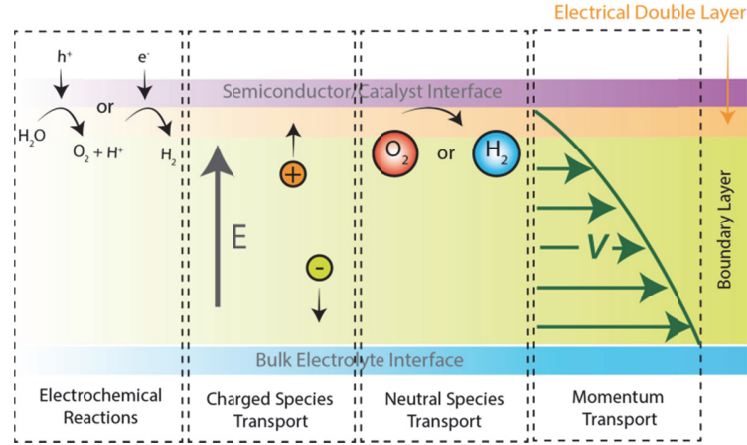 Electrical Double Layer
h⁺
e⁻
Semiconductor/Catalyst Interface
or
H₂O
O₂ + H⁺
H₂
+
O₂
or
H₂
E
V
-
Boundary Layer
Bulk Electrolyte Interface
Electrochemical
Reactions
Charged Species
Transport
Neutral Species
Transport
Momentum
Transport